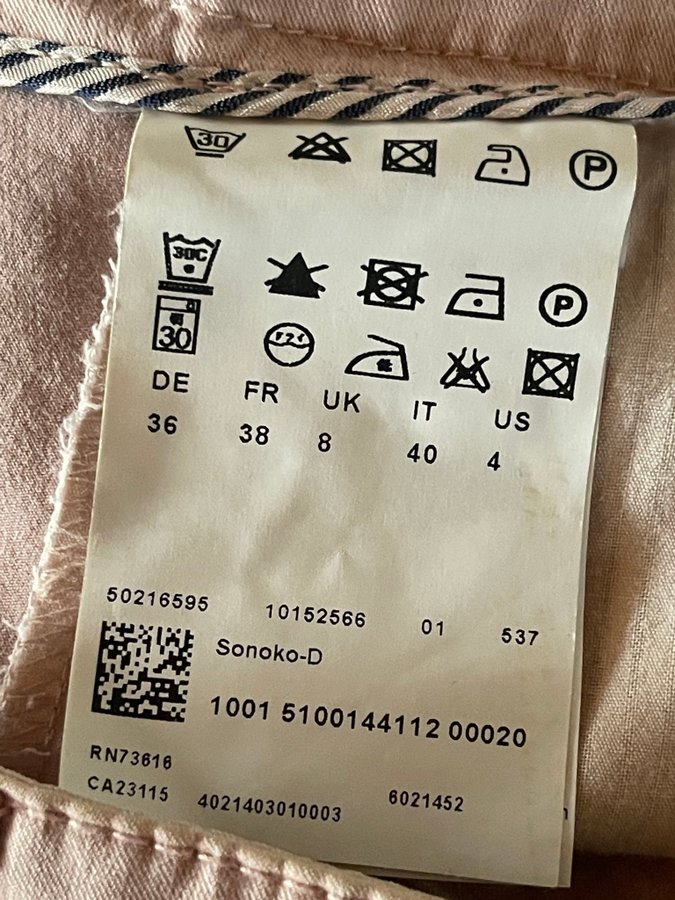 30
P
30C
P
30
DE FR UK IT US
36 38 8 40 4
50216595 10152566 01 537
Sonoko-D
1001 5100144112 00020
RN73616
CA23115 4021403010003 6021452